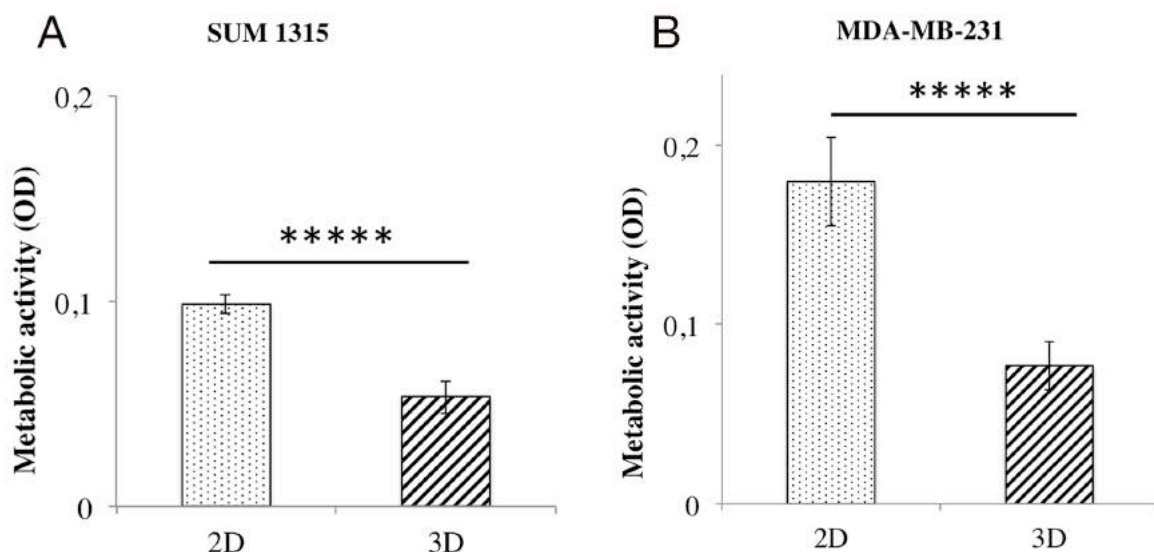 A
SUM 1315
Metabolic activity (OD)
0,2
0,1
0
*****
2D
3D
B
MDA-MB-231
Metabolic activity (OD)
0,2
0,1
0
*****
2D
3D